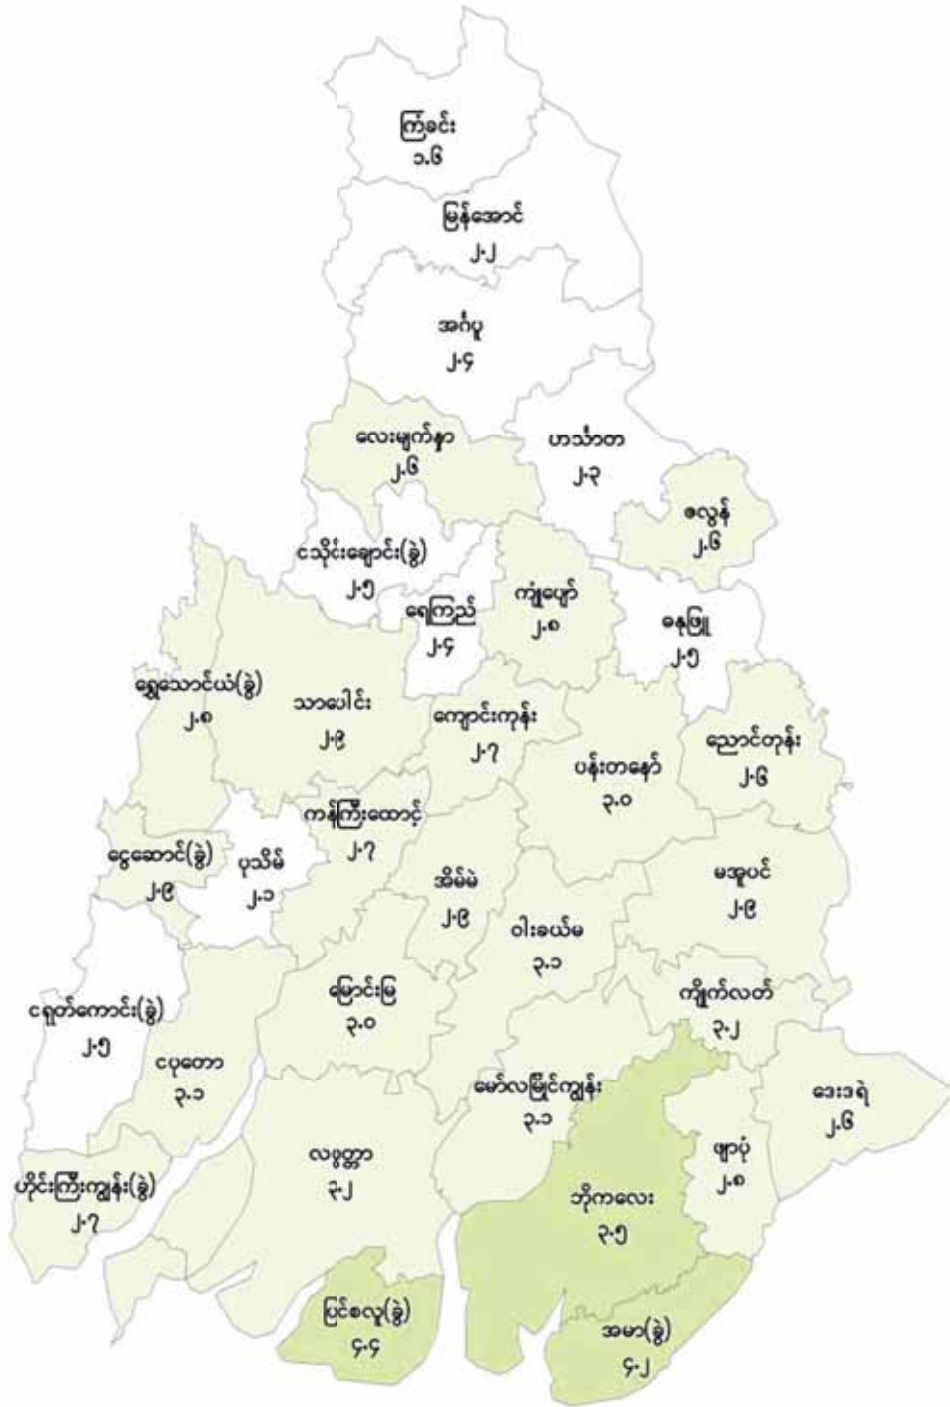 ကြံခင်း
၁.၆
မြန်အောင်
၂.၂
အင်္ဂပူ
၂.၄
လေးမျက်နှာ
၂.၆
ဟင်္သာတ
၂.၃
ဇလွန်
၂.၆
ငသိုင်းချောင်း(ခွဲ)
၂.၅
ရေကြည်
၂.၄
ကျုံပျော်
၂.၈
ဓနုဖြူ
၂.၅
ရွှေသောင်ယံ(ခွဲ)
၂.၈
သာပေါင်း
၂.၉
ကျောင်းကုန်း
၂.၇
ပန်းတနော်
၃.၀
ညောင်တုန်း
၂.၆
ငွေဆောင်(ခွဲ)
၂.၉
ပုသိမ်
၂.၁
ကန်ကြီးထောင့်
၂.၇
အိမ်မဲ
၂.၉
ဝါးခယ်မ
၃.၁
မအူပင်
၂.၉
ငရုတ်ကောင်း(ခွဲ)
၂.၅
ငပုတော
၃.၁
မြောင်းမြ
၃.၀
ကျိုက်လတ်
၃.၂
မော်လမြိုင်ကျွန်း
၃.၁
ဒေးဒရဲ
၂.၆
ဟိုင်းကြီးကျွန်း(ခွဲ)
၂.၇
လပွတ္တာ
၃.၂
ဘိုကလေး
၃.၅
ဖျာပုံ
၂.၈
ပြင်စလူ(ခွဲ)
၄.၄
အမာ(ခွဲ)
၄.၂